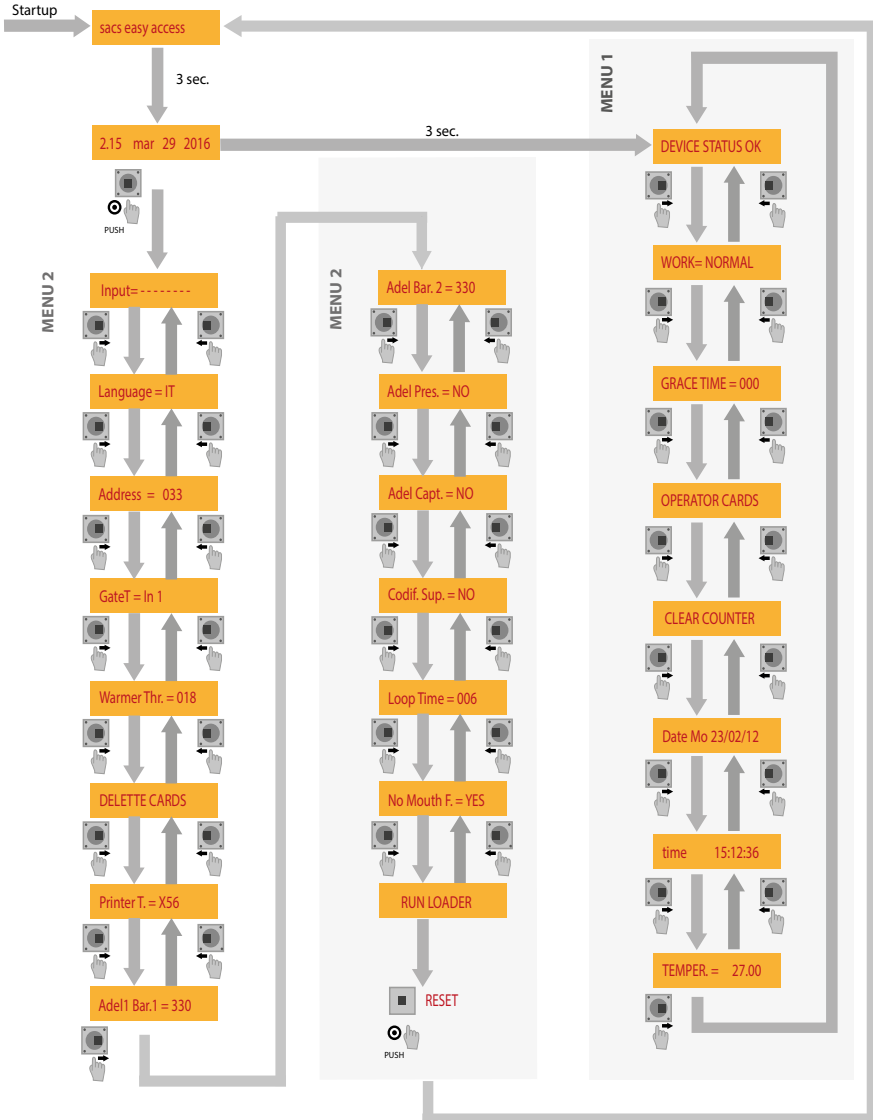 Startup
sacs easy access
3 sec.
2.15 mar 29 2016
3 sec.
PUSH
MENU 2
Input=- - - - - - - -
Language = IT
Address = 033
GateT = In 1
Warmer Thr. = 018
DELETTE CARDS
Printer T. = X56
Adel1 Bar.1 = 330
MENU 2
Adel Bar. 2 = 330
Adel Pres. = NO
Adel Capt. = NO
Codif. Sup. = NO
Loop Time = 006
No Mouth F. = YES
RUN LOADER
RESET
PUSH
MENU 1
DEVICE STATUS OK
WORK= NORMAL
GRACE TIME = 000
OPERATOR CARDS
CLEAR COUNTER
Date Mo 23/02/12
time 15:12:36
TEMPER. = 27.00